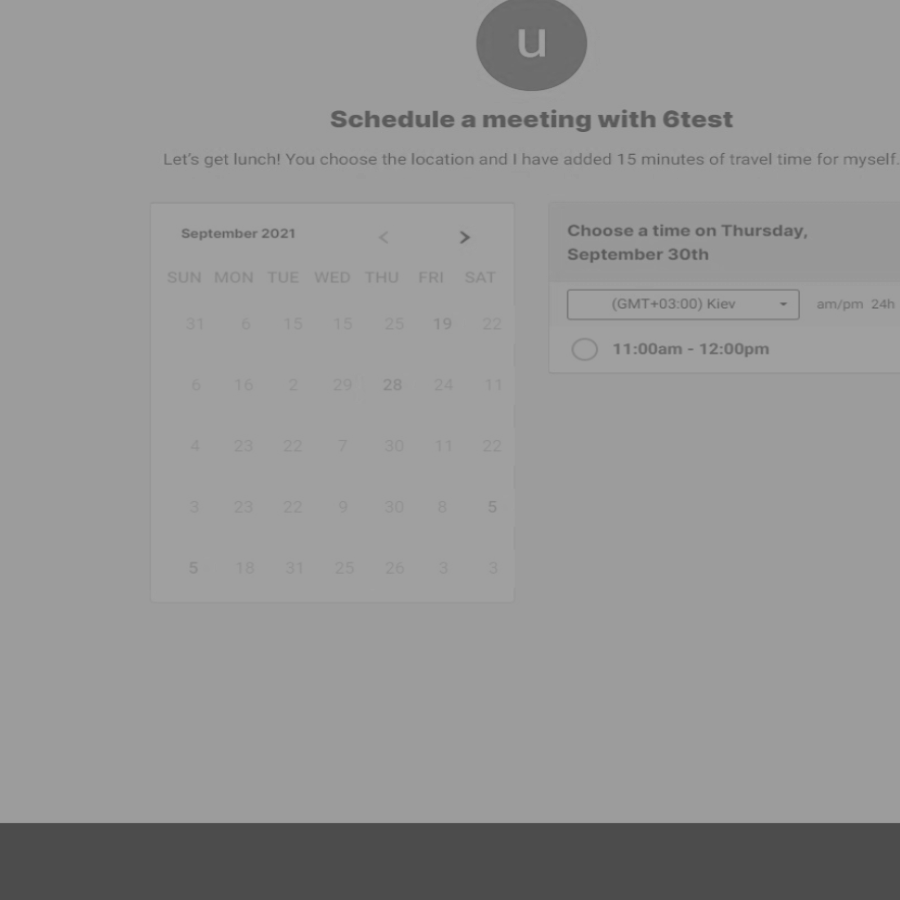 u
Schedule a meeting with 6test
Let's get lunch! You choose the location and I have added 15 minutes of travel time for myself.
September 2021 < >
SUN MON TUE WED THU FRI SAT
31 6 15 15 25 19 22
6 16 2 29 28 24 11
4 23 22 7 30 11 22
3 23 22 9 30 8 5
5 18 31 25 26 3 3
Choose a time on Thursday,
September 30th
(GMT+03:00) Kiev am/pm 24h
11:00am - 12:00pm